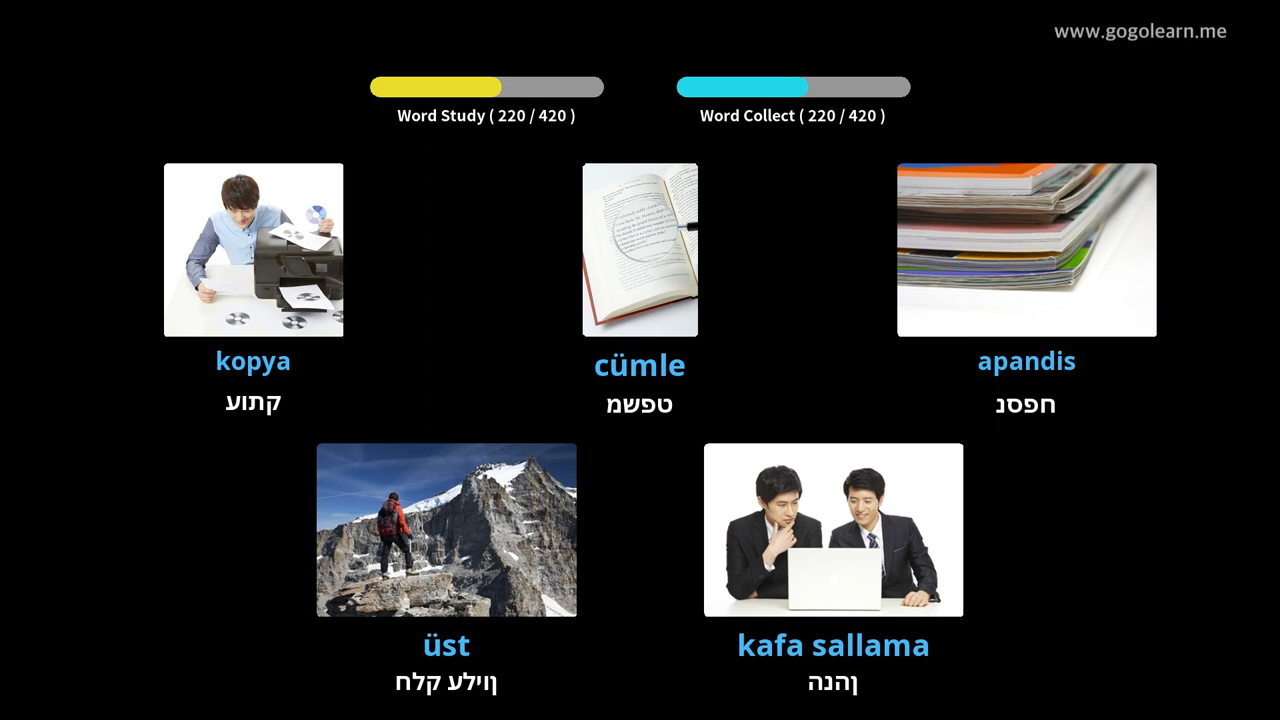 www.gogolearn.me
Word Study ( 220 / 420 )
Word Collect ( 220 / 420 )
kopya
קתוע
cümle
טפשמ
apandis
חפסנ
üst
ןוילע קלח
kafa sallama
ןהנה